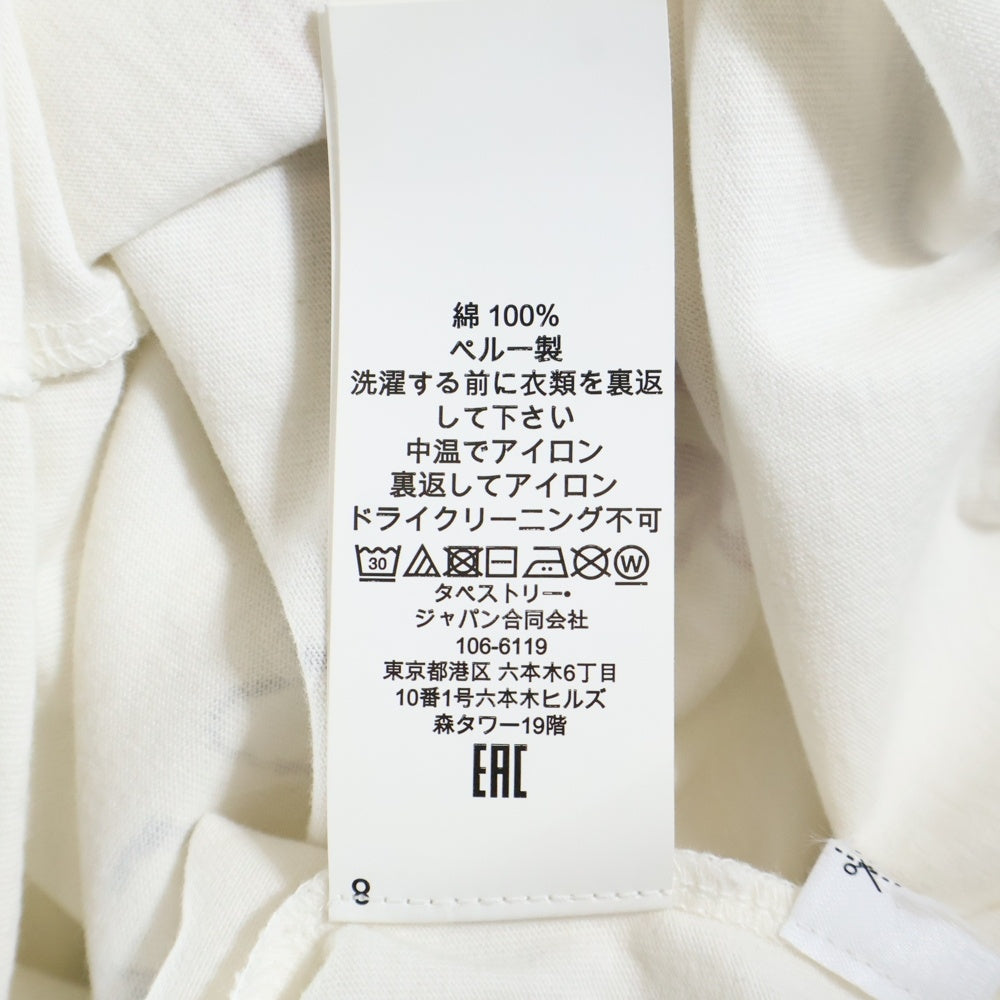 綿 100%
ペルー製
洗濯する前に衣類を裏返
して下さい
中温でアイロン
裏返してアイロン
ドライクリーニング不可
30 W
タペストリー•
ジャパン合同会社
106-6119
東京都港区 六本木6丁目
10番1号六本木ヒルズ
森タワー19階
EAC
8